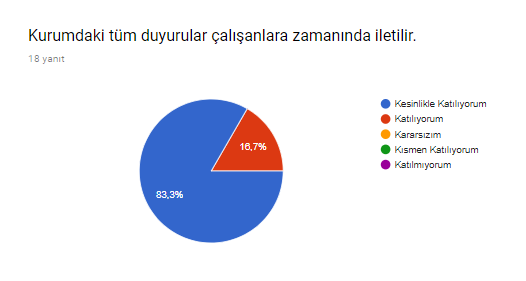 Kurumdaki tüm duyurular çalışanlara zamanında iletilir.
18 yanıt
Kesinlikle Katılıyorum
Katılıyorum
Kararsızım
Kısmen Katılıyorum
Katılmıyorum
16,7%
83,3%